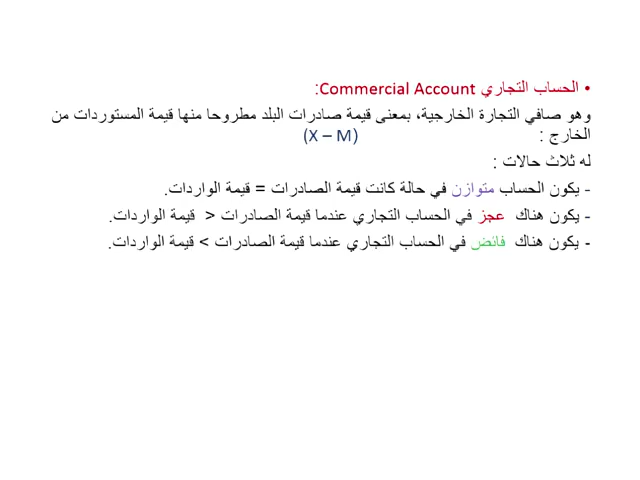 • الحساب التجاري Commercial Account:
وهو صافي التجارة الخارجية، بمعنى قيمة صادرات البلد مطروحا منها قيمة المستوردات من
الخارج : (X – M)
له ثلاث حالات :
- يكون الحساب متوازن في حالة كانت قيمة الصادرات = قيمة الواردات.
- يكون هناك عجز في الحساب التجاري عندما قيمة الصادرات < قيمة الواردات.
- يكون هناك فائض في الحساب التجاري عندما قيمة الصادرات > قيمة الواردات.